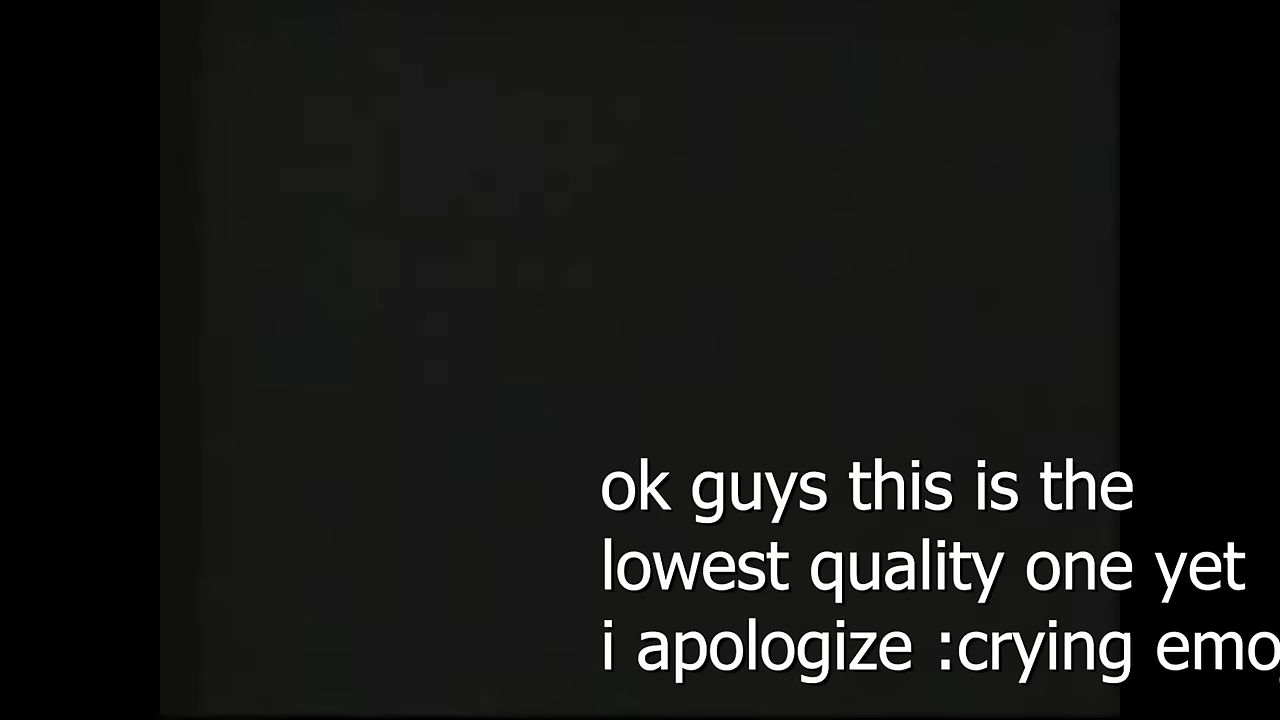 ok guys this is the
lowest quality one yet
i apologize :crying emo